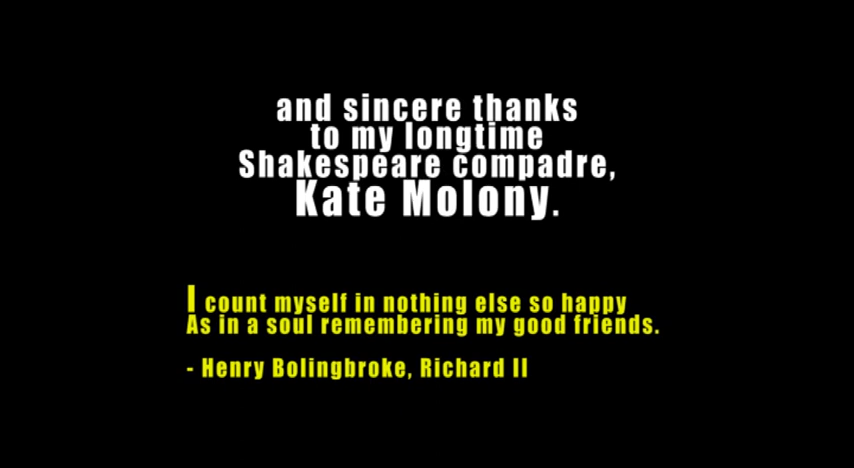 and sincere thanks
to my longtime
Shakespeare compadre,
Kate Molony.
I count myself in nothing else so happy
As in a soul remembering my good friends.
- Henry Bolingbroke, Richard II